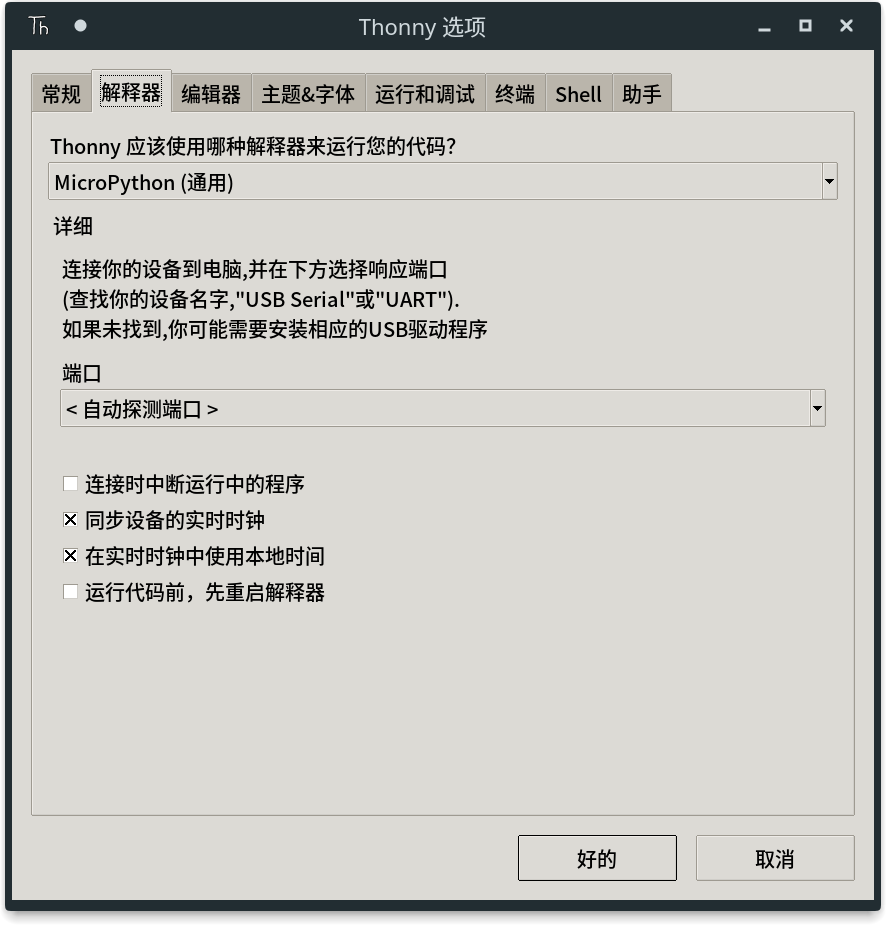 Th
Thonny 选项
常规 解释器 编辑器 主题&字体 运行和调试 终端 Shell 助手
Thonny 应该使用哪种解释器来运行您的代码？
MicroPython (通用)
详细
连接你的设备到电脑,并在下方选择响应端口
(查找你的设备名字,"USB Serial"或"UART").
如果未找到,你可能需要安装相应的USB驱动程序
端口
< 自动探测端口 >
连接时中断运行中的程序
同步设备的实时时钟
在实时时钟中使用本地时间
运行代码前，先重启解释器
好的 取消